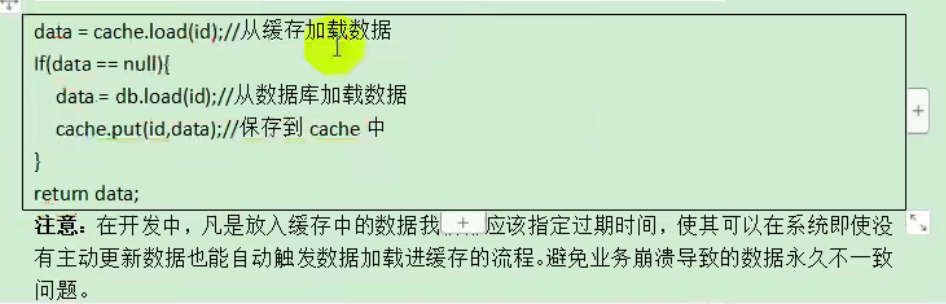 data = cache.load(id);//从缓存加载数据
If(data == null){
data = db.load(id);//从数据库加载数据
cache.put(id,data);//保存到 cache 中
}
return data;
注意：在开发中，凡是放入缓存中的数据我应该指定过期时间，使其可以在系统即使没
有主动更新数据也能自动触发数据加载进缓存的流程。避免业务崩溃导致的数据永久不一致
问题。